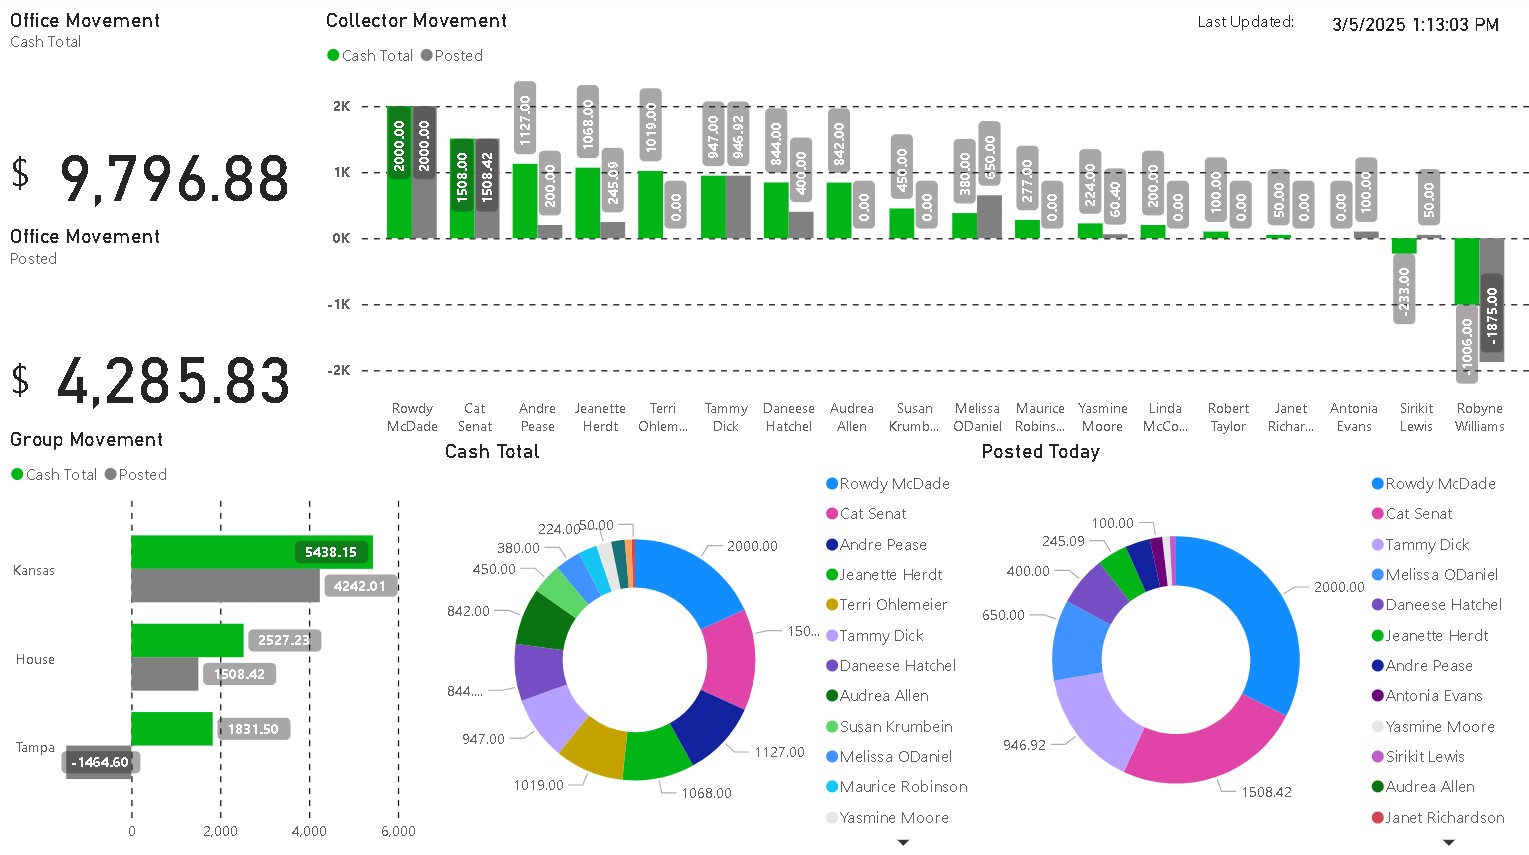 Office Movement
Cash Total
$ 9,796.88
Office Movement
Posted
$ 4,285.83
Collector Movement
Last Updated: 3/5/2025 1:13:03 PM
Cash Total Posted
2K
1K
0K
-1K
-2K
2000.00 2000.00
1508.00 1508.42
1127.00 200.00
1068.00 245.09
1019.00 0.00
947.00 946.92
844.00 400.00
842.00 0.00
450.00 0.00
380.00 650.00
277.00 0.00
224.00 60.40
200.00 0.00
100.00 0.00
50.00 0.00
0.00 100.00
-233.00 50.00
-1006.00 -1875.00
Rowdy McDade
Cat Senat
Andre Pease
Jeanette Herdt
Terri Ohlem...
Tammy Dick
Daneese Hatchel
Audrea Allen
Susan Krumb...
Melissa ODaniel
Maurice Robins...
Yasmine Moore
Linda McCo...
Robert Taylor
Janet Richar...
Antonia Evans
Sirikit Lewis
Robyne Williams
Group Movement
Cash Total Posted
Kansas
5438.15
4242.01
House
2527.23
1508.42
Tampa
1831.50
-1464.60
0 2,000 4,000 6,000
Cash Total
2000.00
150...
1127.00
1068.00
1019.00
947.00
844....
842.00
450.00
380.00
224.00
50.00
Rowdy McDade
Cat Senat
Andre Pease
Jeanette Herdt
Terri Ohlemeier
Tammy Dick
Daneese Hatchel
Audrea Allen
Susan Krumbein
Melissa ODaniel
Maurice Robinson
Yasmine Moore
Posted Today
2000.00
1508.42
946.92
650.00
400.00
245.09
100.00
Rowdy McDade
Cat Senat
Tammy Dick
Melissa ODaniel
Daneese Hatchel
Jeanette Herdt
Andre Pease
Antonia Evans
Yasmine Moore
Sirikit Lewis
Audrea Allen
Janet Richardson